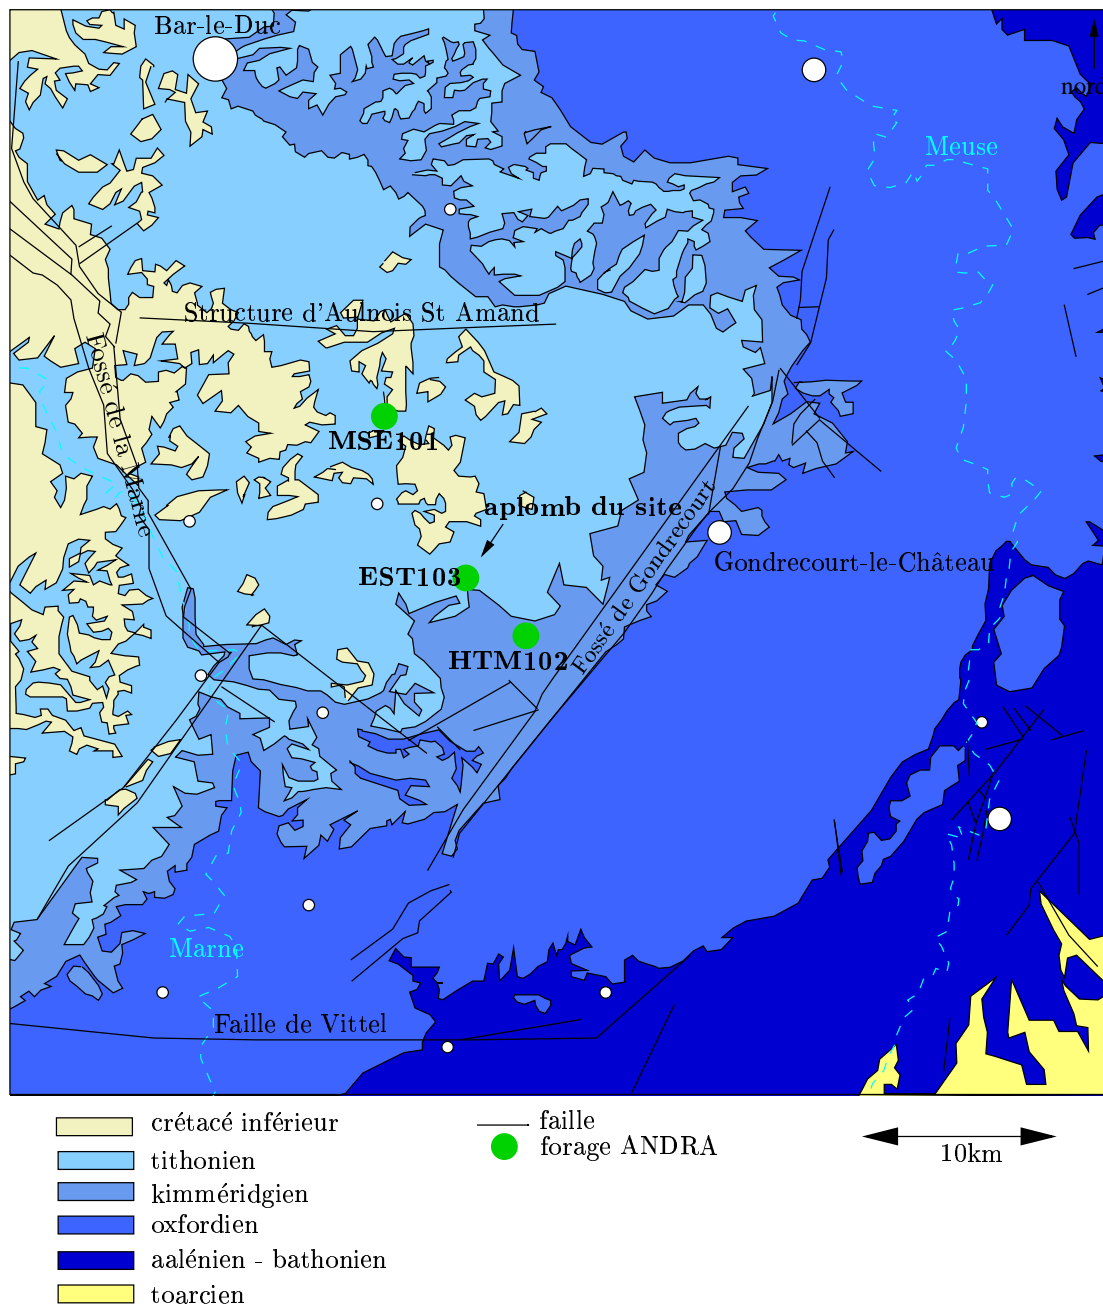 Bar-le-Duc
nord
Meuse
Structure d'Aulnois St Amand
Fossé de la Marne
MSE101
aplomb du site
Fossé de Gondrecourt
Gondrecourt-le-Château
EST103
HTM102
Marne
Faille de Vittel
crétacé inférieur
tithonien
kimméridgien
oxfordien
aalénien - bathonien
toarcien
faille
forage ANDRA
10km